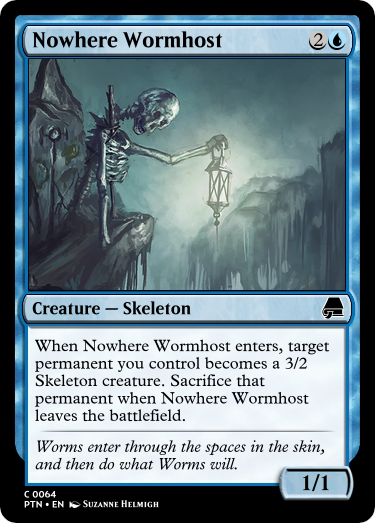 Nowhere Wormhost
2
Creature — Skeleton
When Nowhere Wormhost enters, target
permanent you control becomes a 3/2
Skeleton creature. Sacrifice that
permanent when Nowhere Wormhost
leaves the battlefield.
Worms enter through the spaces in the skin,
and then do what Worms will.
1/1
C 0064
PTN • EN Suzanne Helmigh